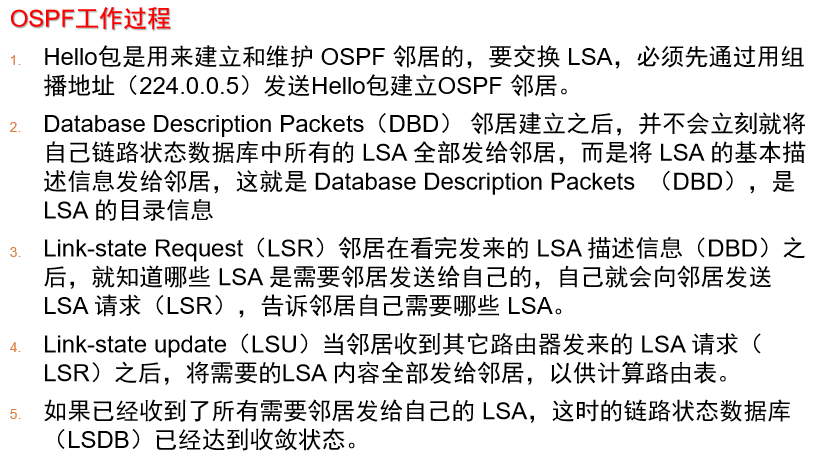 OSPF工作过程
1. Hello包是用来建立和维护 OSPF 邻居的，要交换 LSA，必须先通过用组
播地址（224.0.0.5）发送Hello包建立OSPF 邻居。
2. Database Description Packets（DBD） 邻居建立之后，并不会立刻就将
自己链路状态数据库中所有的 LSA 全部发给邻居，而是将 LSA 的基本描
述信息发给邻居，这就是 Database Description Packets （DBD），是
LSA 的目录信息
3. Link-state Request（LSR）邻居在看完发来的 LSA 描述信息（DBD）之
后，就知道哪些 LSA 是需要邻居发送给自己的，自己就会向邻居发送
LSA 请求（LSR），告诉邻居自己需要哪些 LSA。
4. Link-state update（LSU）当邻居收到其它路由器发来的 LSA 请求（
LSR）之后，将需要的LSA 内容全部发给邻居，以供计算路由表。
5. 如果已经收到了所有需要邻居发给自己的 LSA，这时的链路状态数据库
（LSDB）已经达到收敛状态。